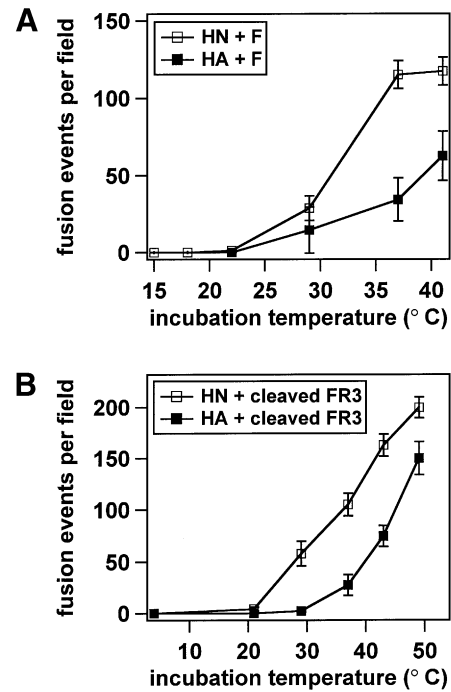 A
HN + F
HA + F
fusion events per field
150
100
50
0
15 20 25 30 35 40
incubation temperature (° C)
B
HN + cleaved FR3
HA + cleaved FR3
fusion events per field
200
150
100
50
0
10 20 30 40 50
incubation temperature (° C)